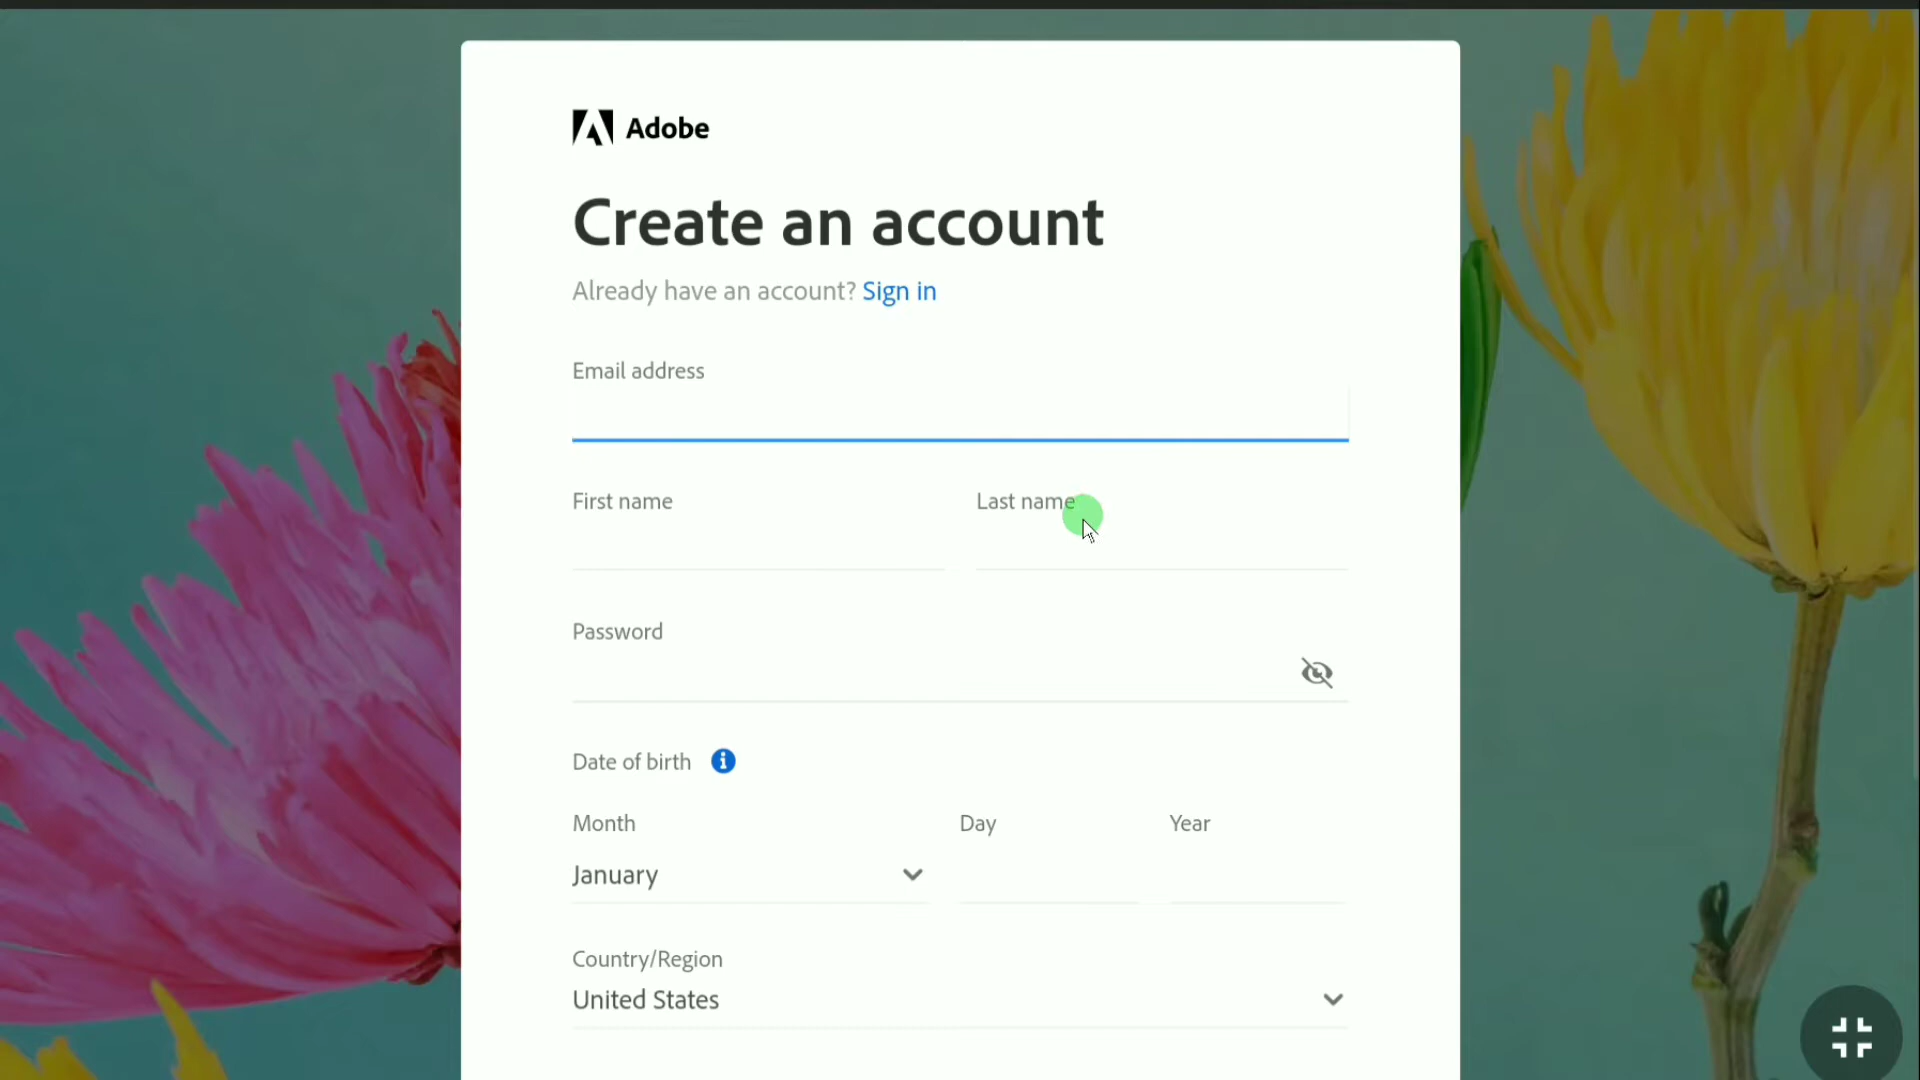 Adobe
Create an account
Already have an account? Sign in
Email address
First name Last name
Password
Date of birth
Month Day Year
January
Country/Region
United States